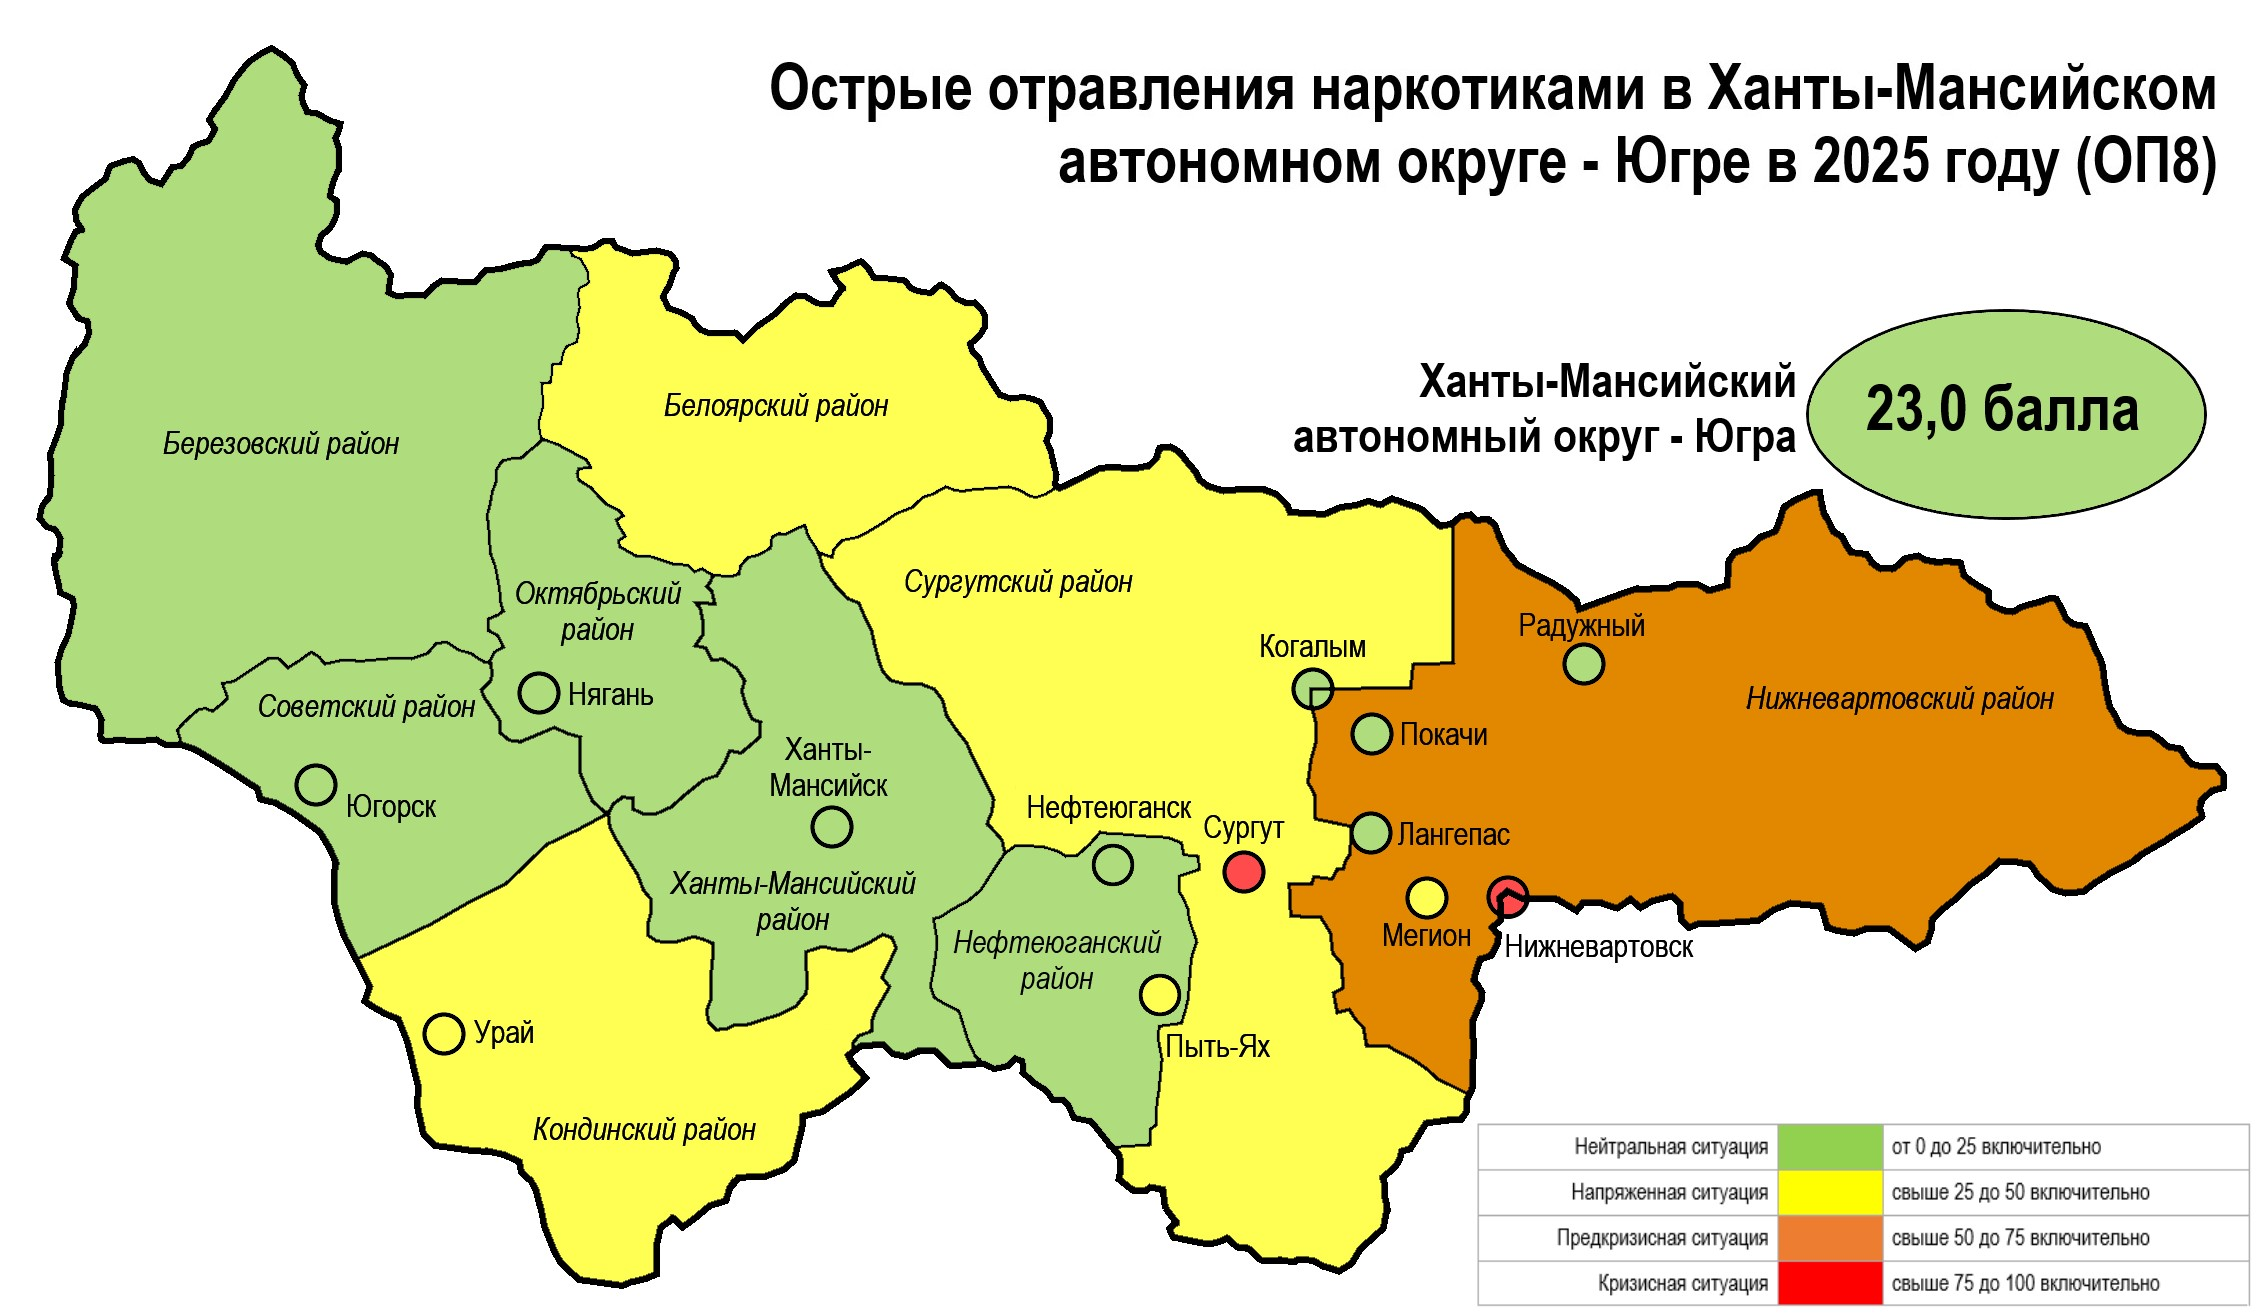 Острые отравления наркотиками в Ханты-Мансийском
автономном округе - Югре в 2025 году (ОП8)
Ханты-Мансийский
автономный округ - Югра
23,0 балла
Березовский район
Белоярский район
Октябрьский
район
Сургутский район
Когалым
Радужный
Нижневартовский район
Нягань
Советский район
Покачи
Ханты-
Мансийск
Югорск
Нефтеюганск
Сургут
Лангепас
Ханты-Мансийский
район
Мегион
Нижневартовск
Нефтеюганский
район
Урай
Пыть-Ях
Кондинский район
Нейтральная ситуация от 0 до 25 включительно
Напряженная ситуация свыше 25 до 50 включительно
Предкризисная ситуация свыше 50 до 75 включительно
Кризисная ситуация свыше 75 до 100 включительно